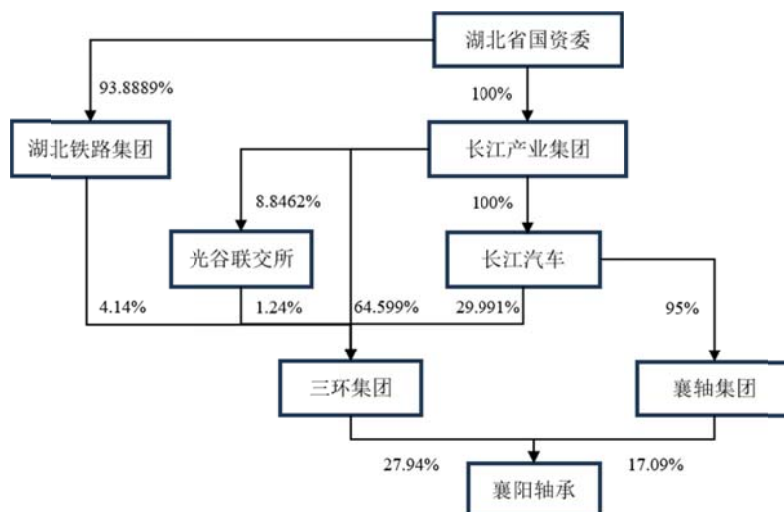 湖北省国资委
93.8889%
100%
湖北铁路集团
长江产业集团
8.8462%
100%
光谷联交所
长江汽车
4.14%
1.24%
64.599%
29.991%
95%
三环集团
襄轴集团
27.94%
17.09%
襄阳轴承